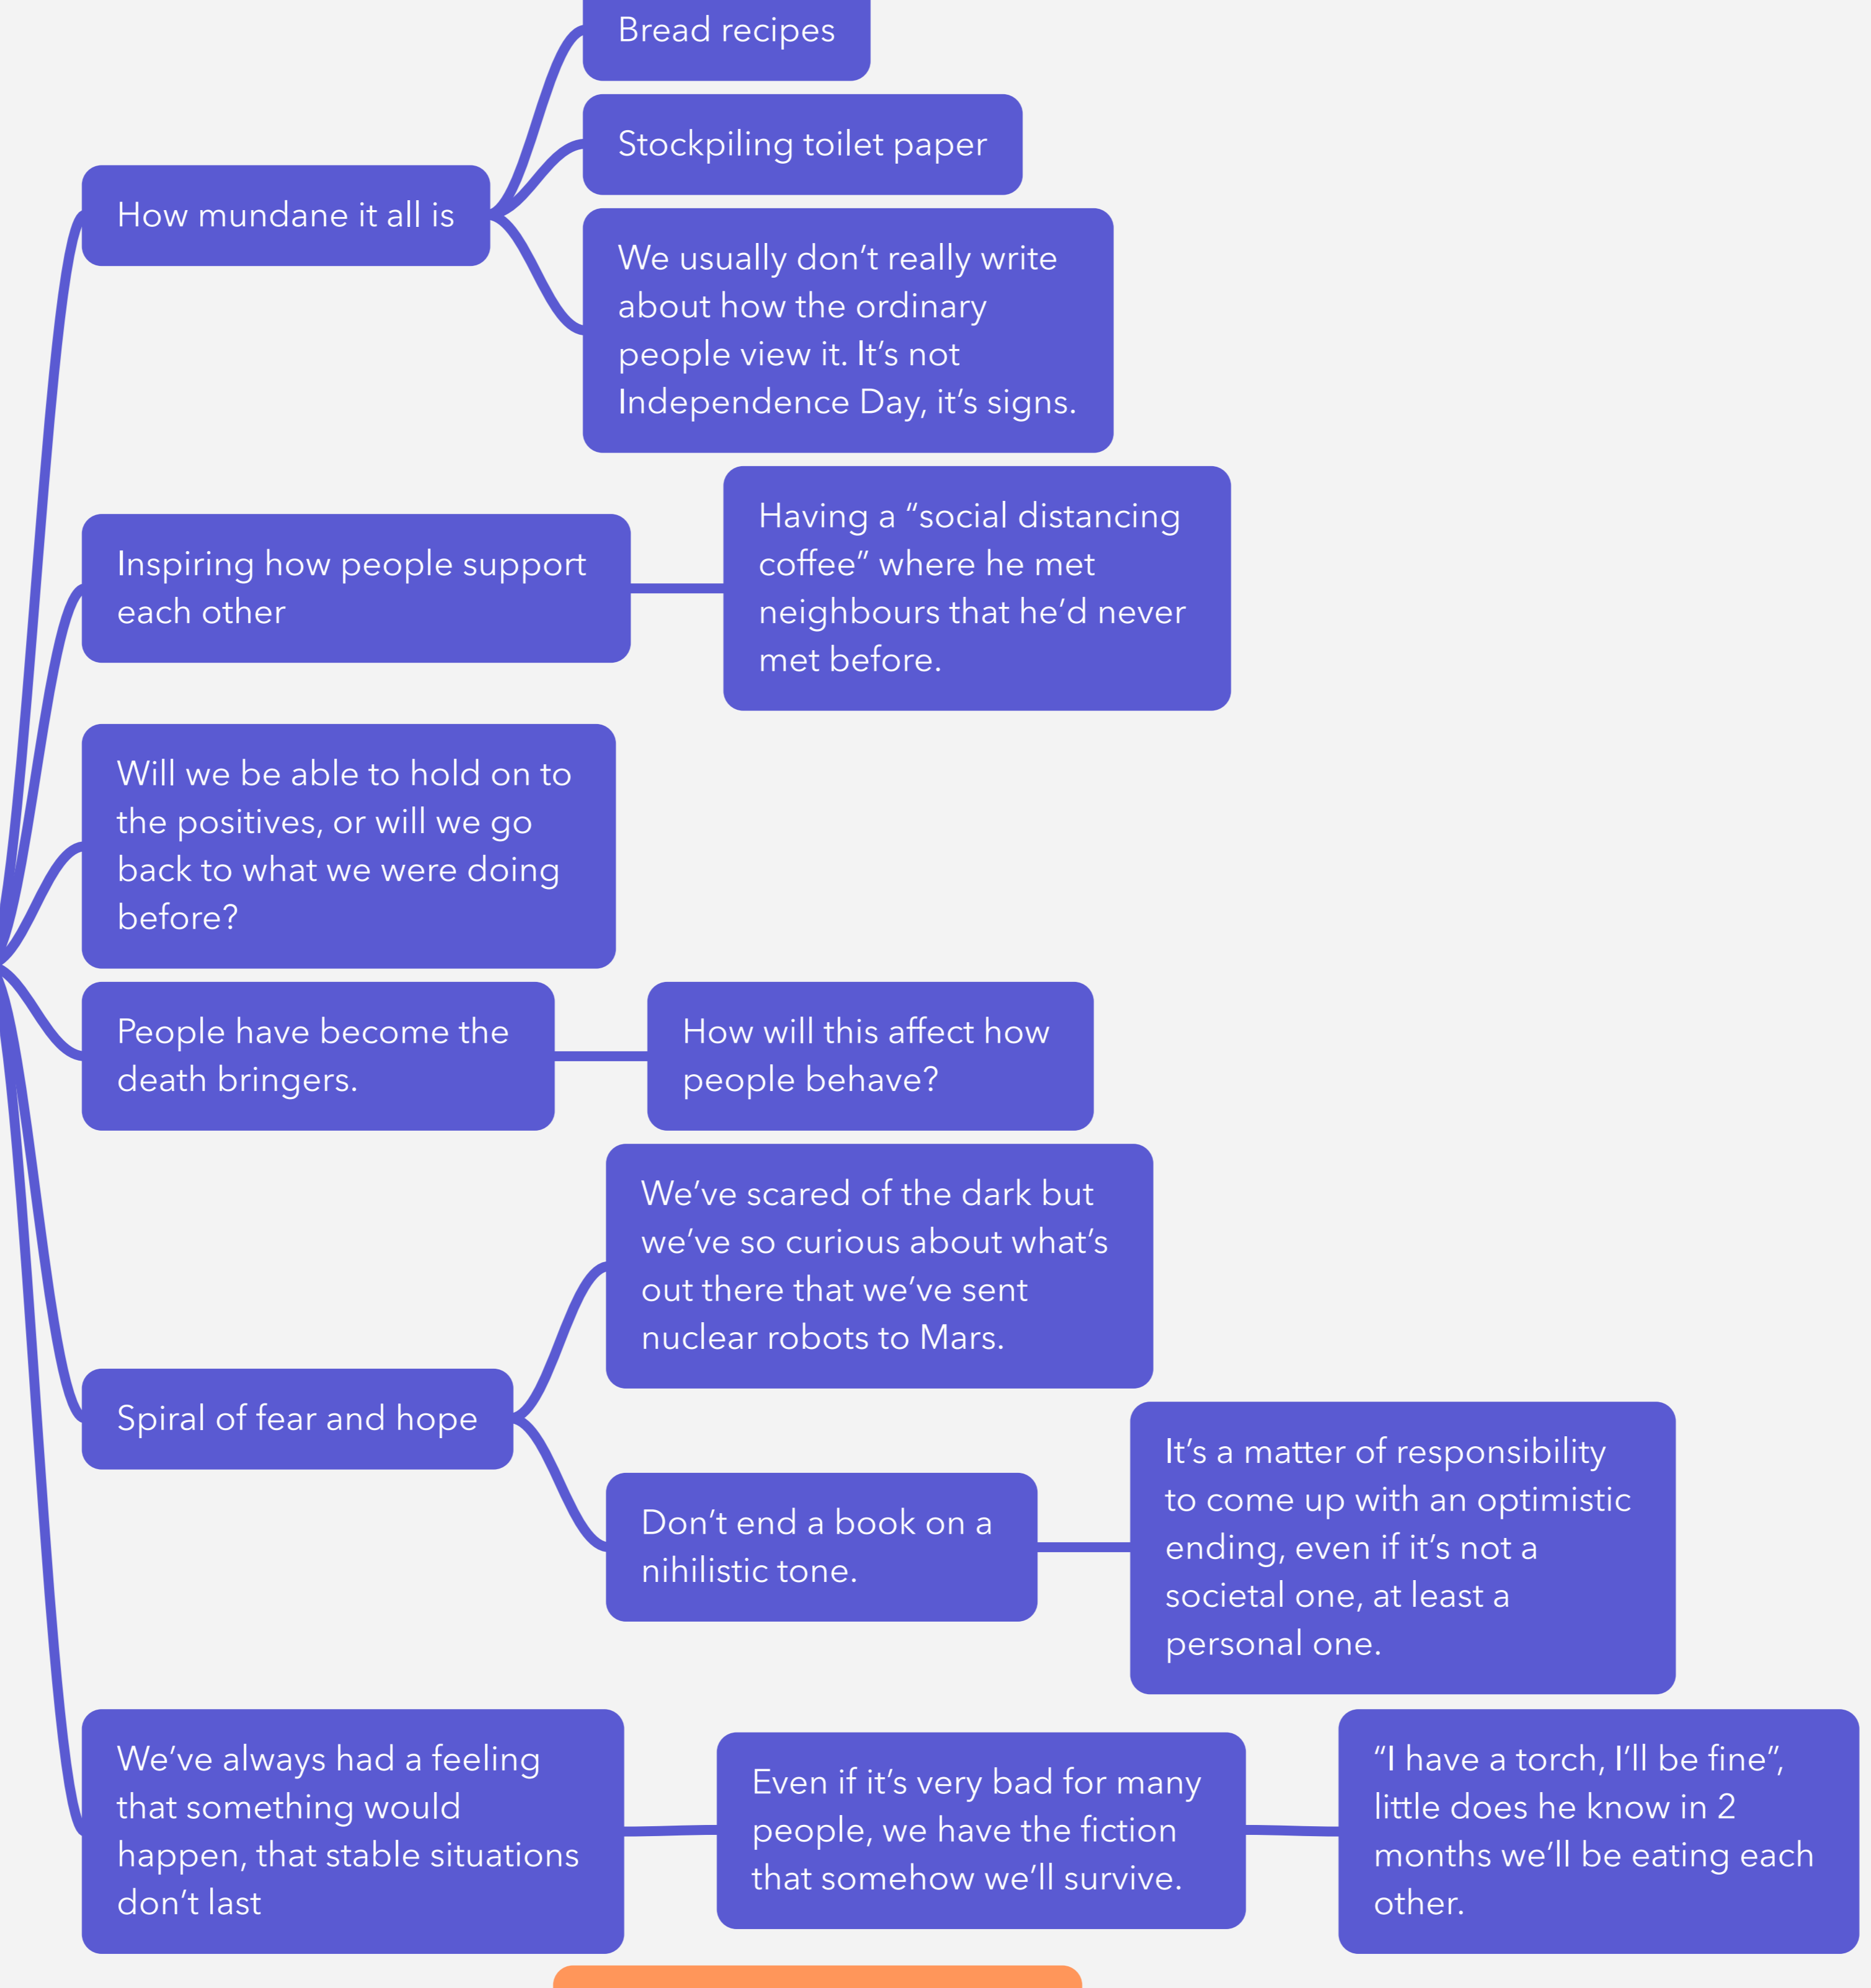 Bread recipes
Stockpiling toilet paper
How mundane it all is
We usually don’t really write
about how the ordinary
people view it. It’s not
Independence Day, it’s signs.
Inspiring how people support
each other
Having a “social distancing
coffee” where he met
neighbours that he’d never
met before.
Will we be able to hold on to
the positives, or will we go
back to what we were doing
before?
People have become the
death bringers.
How will this affect how
people behave?
Spiral of fear and hope
We’ve scared of the dark but
we’ve so curious about what’s
out there that we’ve sent
nuclear robots to Mars.
Don’t end a book on a
nihilistic tone.
It’s a matter of responsibility
to come up with an optimistic
ending, even if it’s not a
societal one, at least a
personal one.
We’ve always had a feeling
that something would
happen, that stable situations
don’t last
Even if it’s very bad for many
people, we have the fiction
that somehow we’ll survive.
“I have a torch, I’ll be fine”,
little does he know in 2
months we’ll be eating each
other.